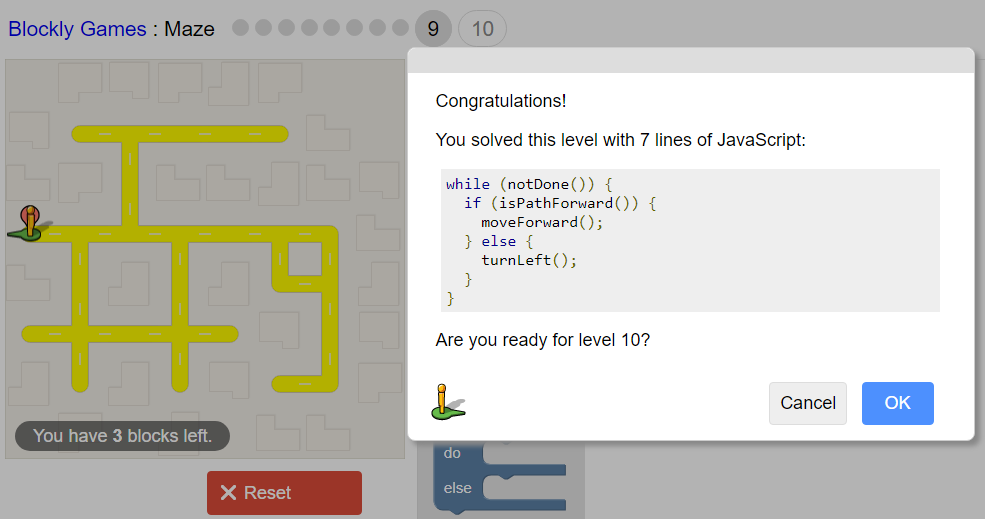 Blockly Games : Maze 9 10
Congratulations!
You solved this level with 7 lines of JavaScript:
while (notDone()) {
  if (isPathForward()) {
    moveForward();
  } else {
    turnLeft();
  }
}
Are you ready for level 10?
Cancel OK
You have 3 blocks left.
do
else
Reset